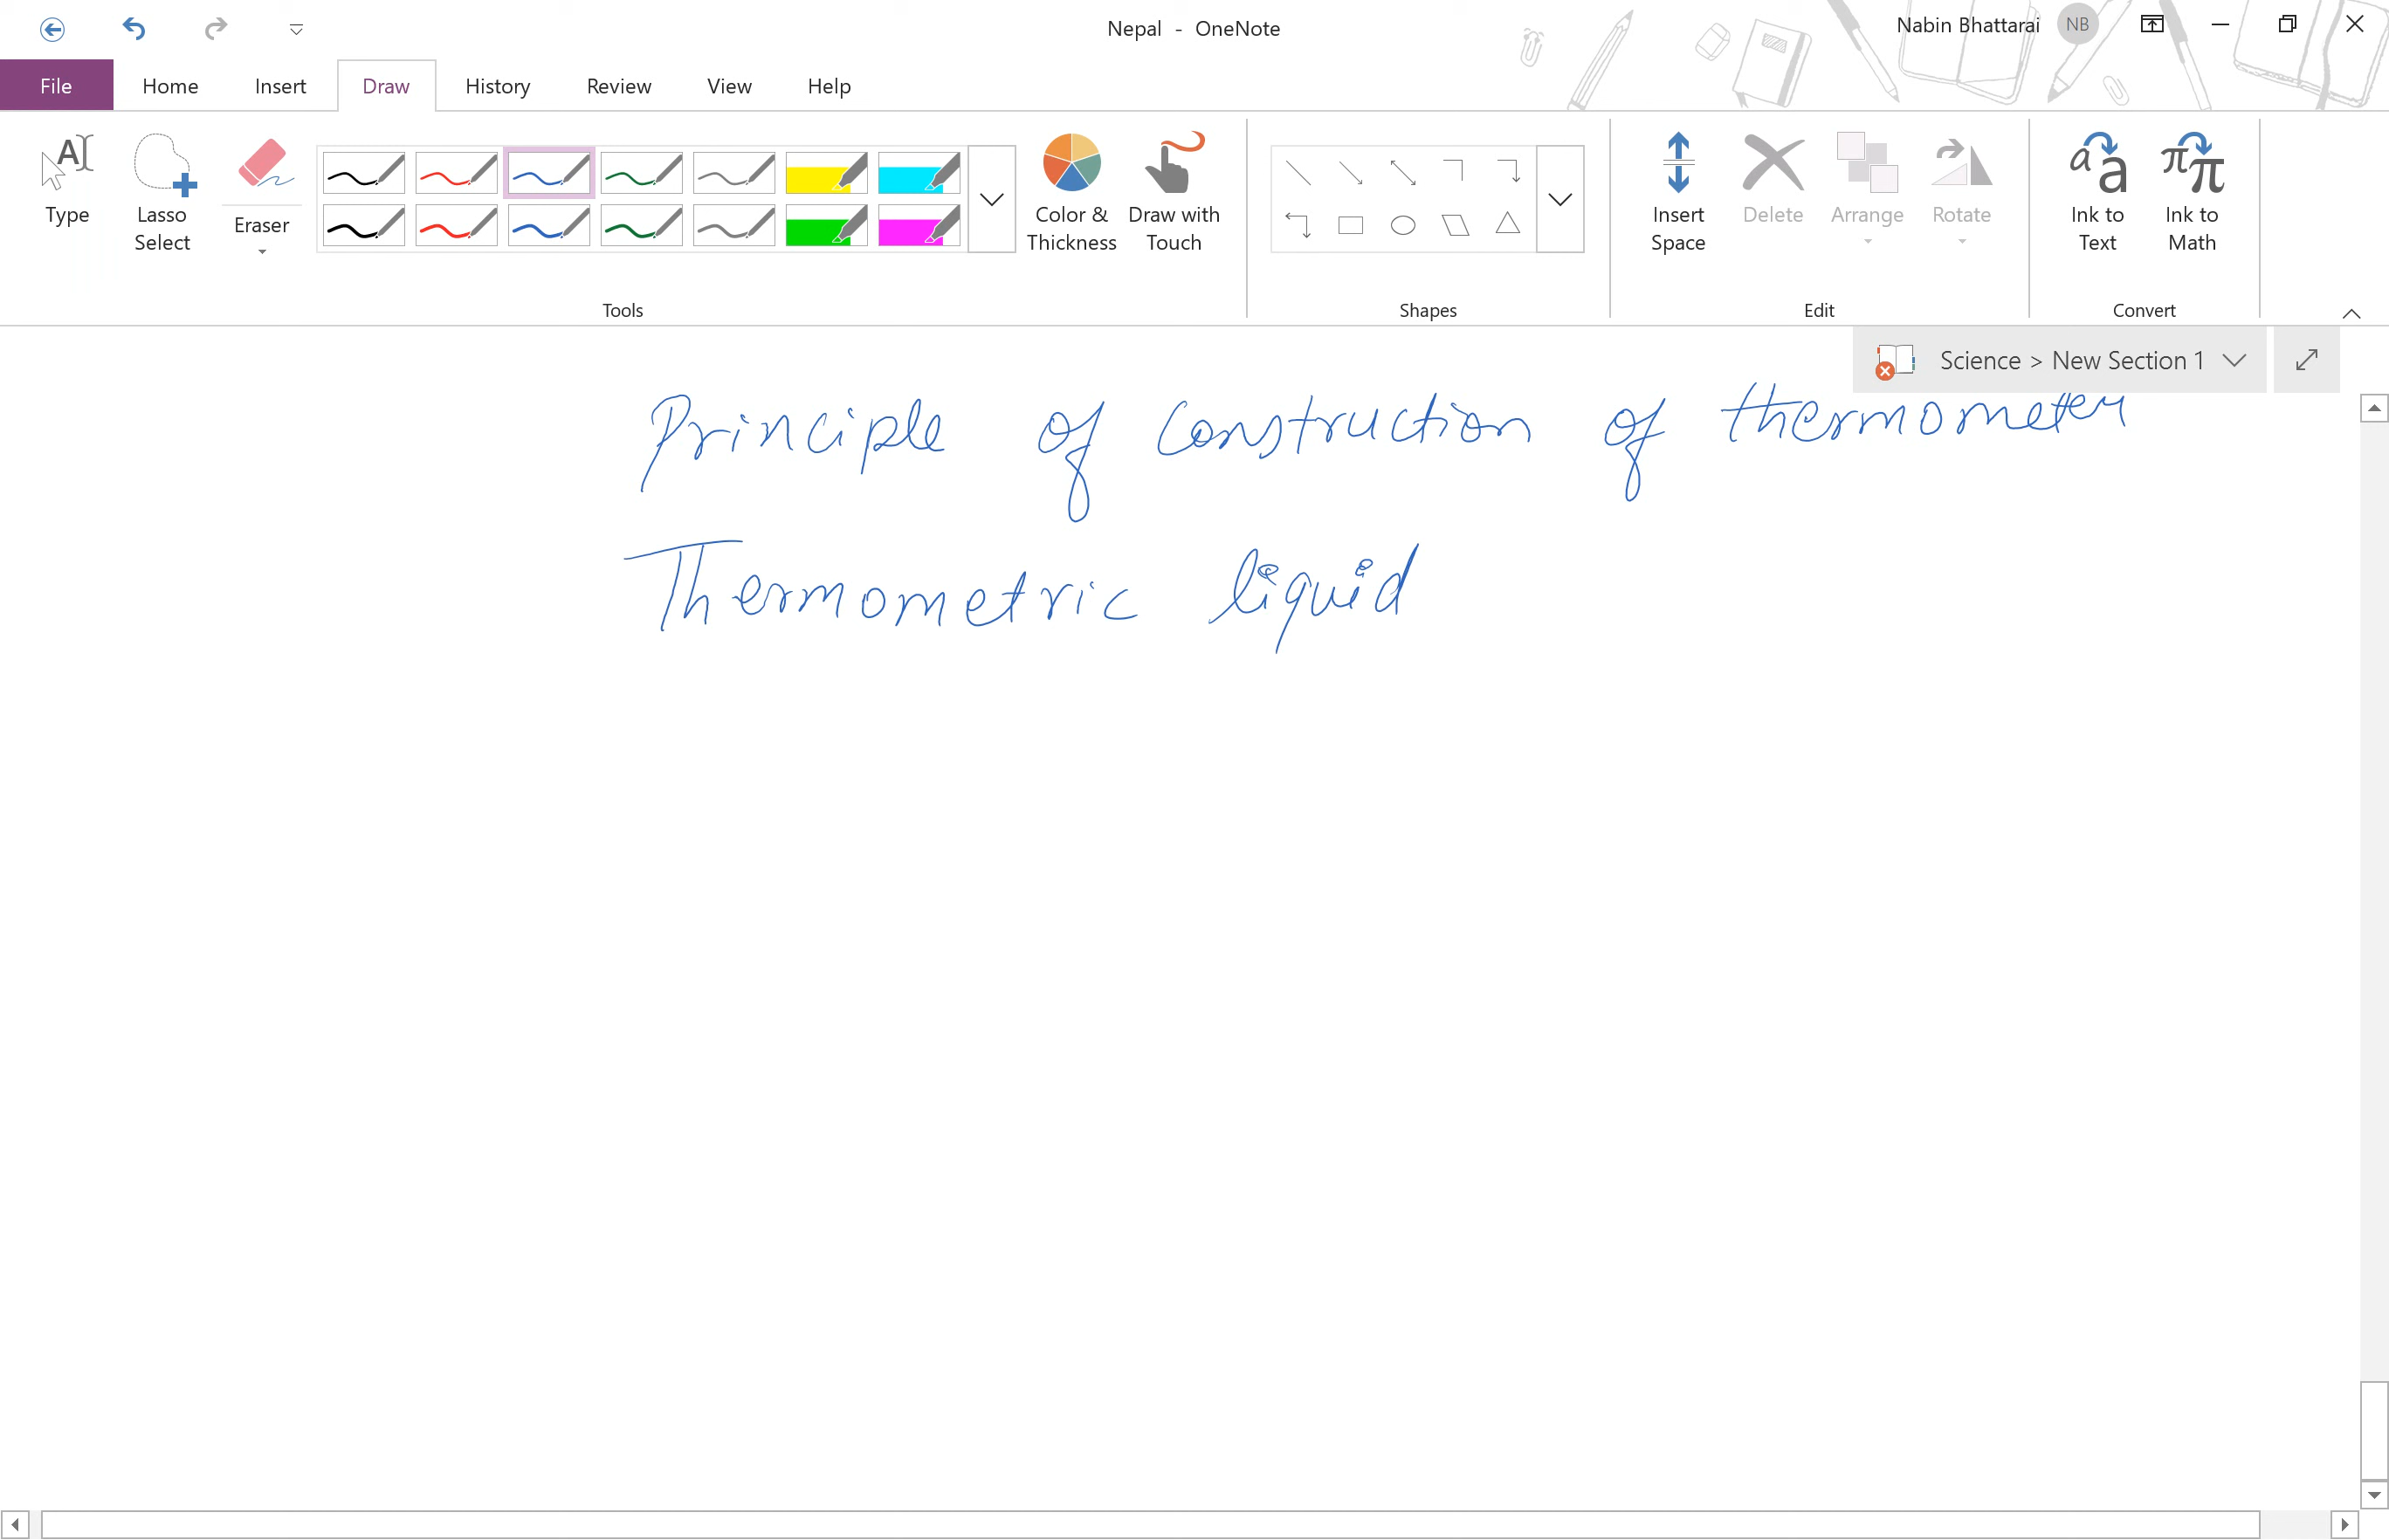 Nepal - OneNote
Nabin Bhattarai NB
File Home Insert Draw History Review View Help
Type
Lasso Select
Eraser
Color & Thickness
Draw with Touch
Insert Space
Delete
Arrange
Rotate
Ink to Text
Ink to Math
Tools Shapes Edit Convert
Science > New Section 1
Principle of Construction of thermometer
Thermometric liquid